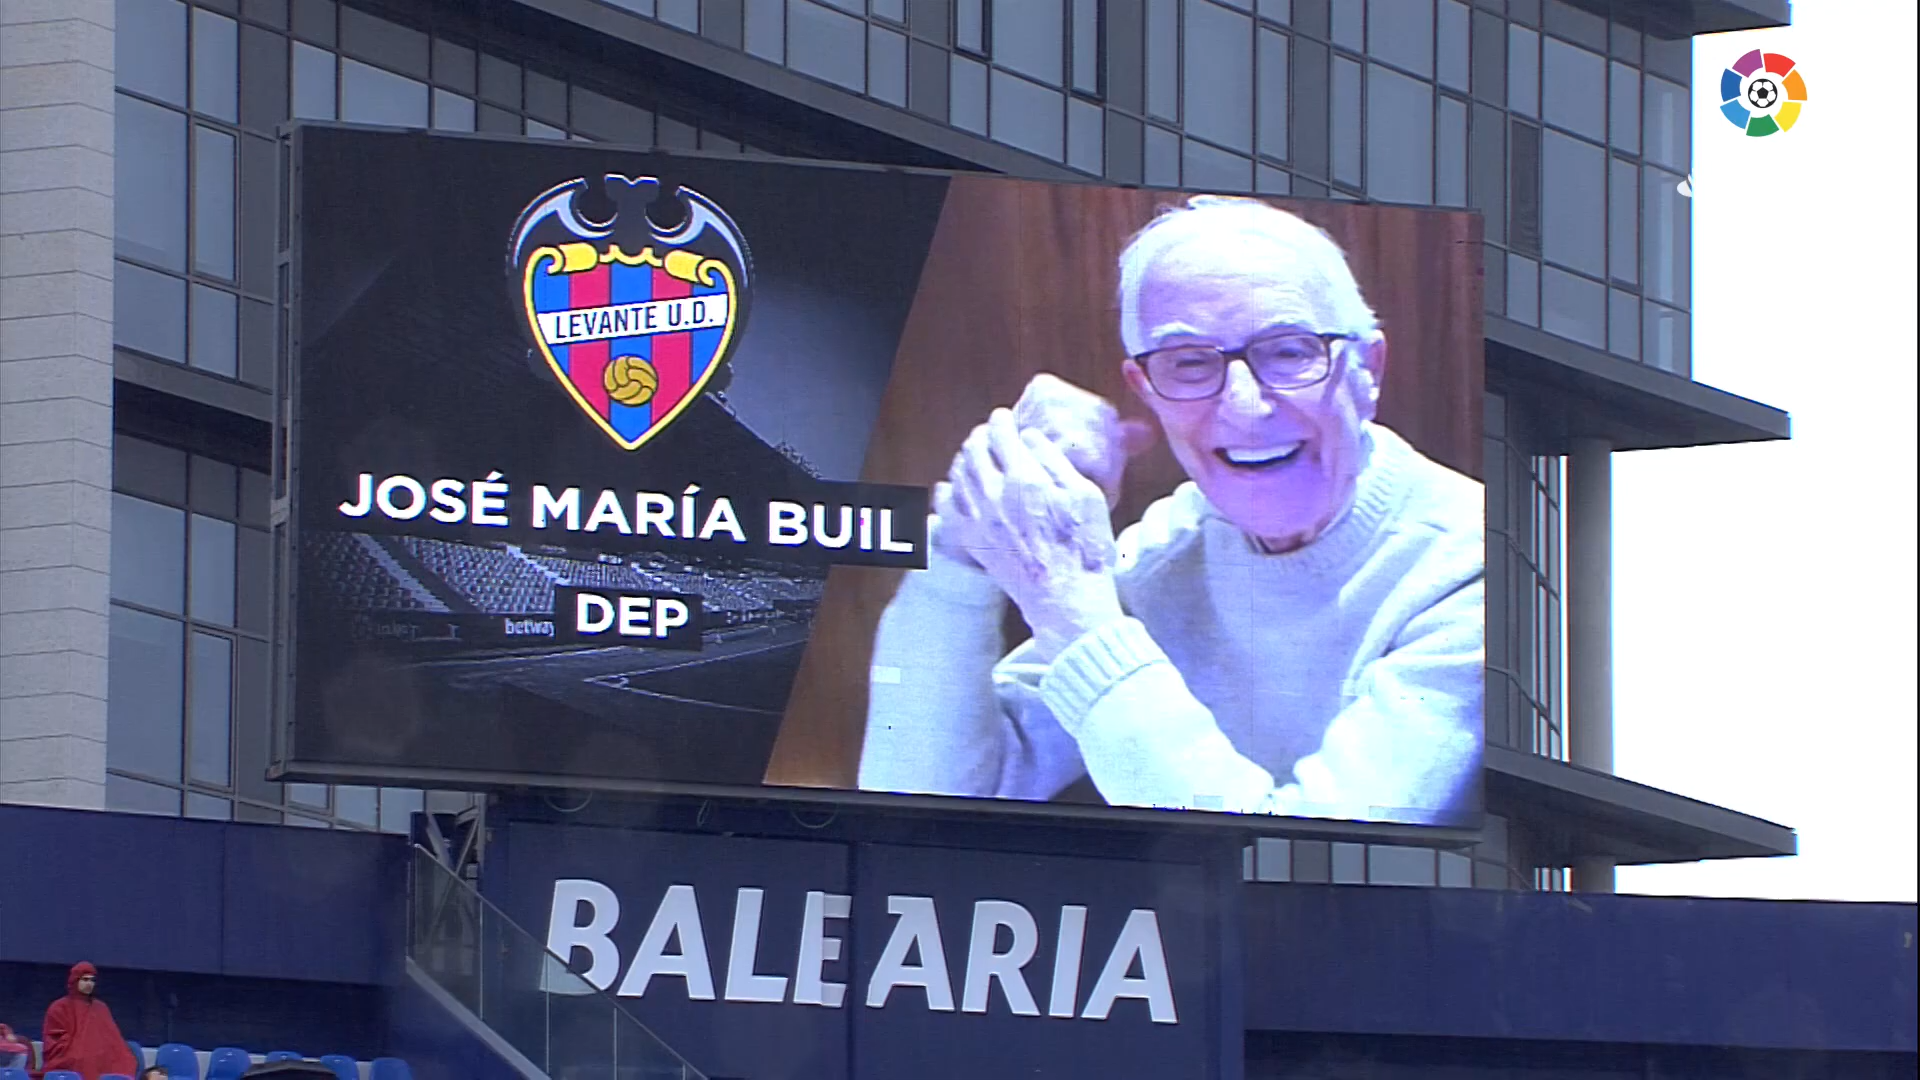 LEVANTE U.D.
JOSÉ MARÍA BUIL
DEP
betway
BALEARIA